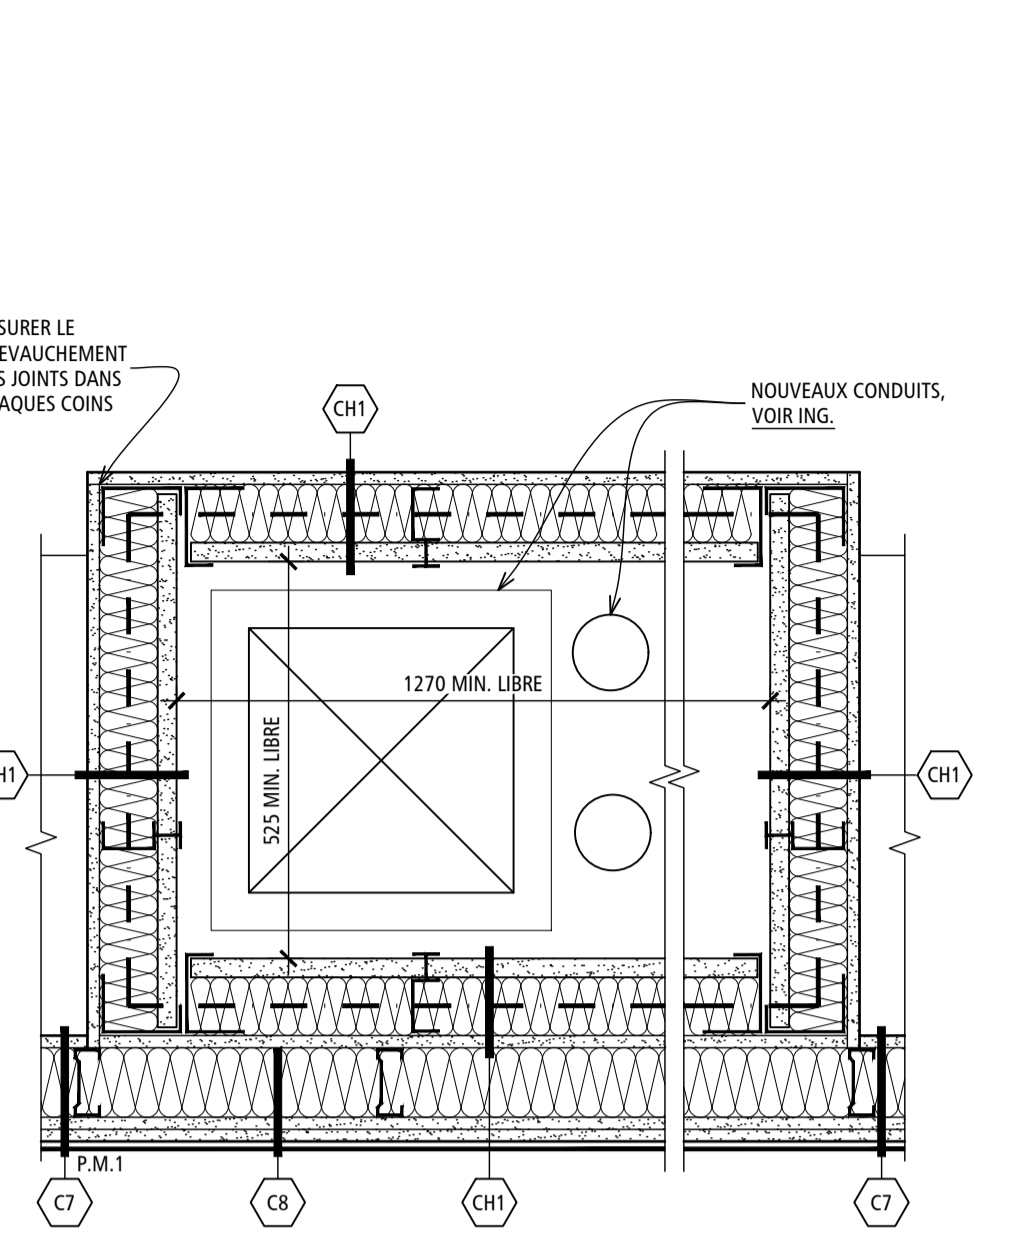 SURER LE
EVAUCHEMENT
S JOINTS DANS
AQUES COINS
CH1
NOUVEAUX CONDUITS,
VOIR ING.
1270 MIN. LIBRE
525 MIN. LIBRE
H1
CH1
P.M.1
C7
C8
CH1
C7